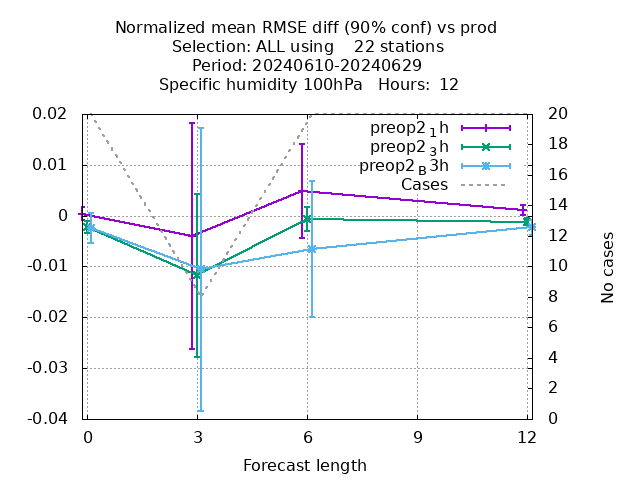 Normalized mean RMSE diff (90% conf) vs prod
Selection: ALL using    22 stations
Period: 20240610-20240629
Specific humidity 100hPa   Hours:  12
0.02
0.01
0
-0.01
-0.02
-0.03
-0.04
preop2 1h
preop2 3h
preop2 B3h
Cases
20
18
16
14
12
10
8
6
4
2
0
No cases
0 3 6 9 12
Forecast length